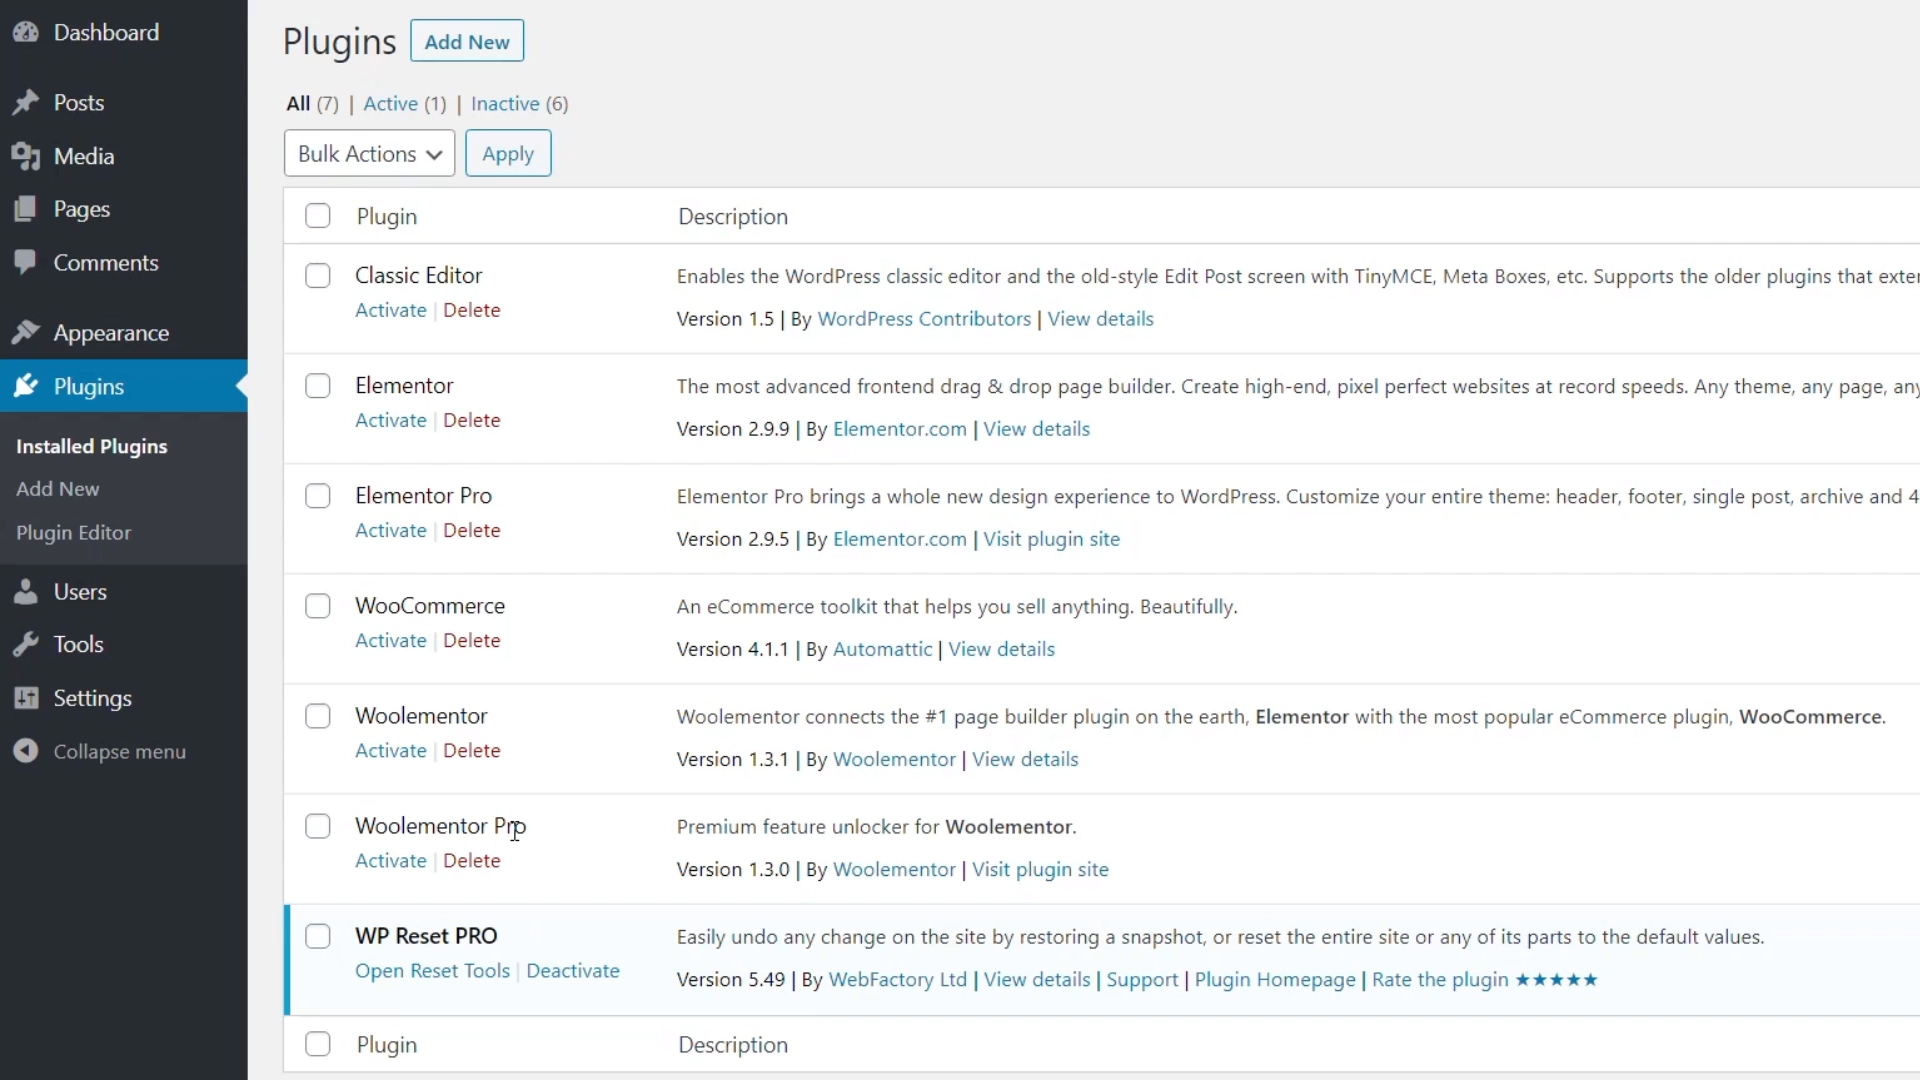 Dashboard
Posts
Media
Pages
Comments
Appearance
Plugins
Installed Plugins
Add New
Plugin Editor
Users
Tools
Settings
Collapse menu
Plugins Add New
All (7) | Active (1) | Inactive (6)
Bulk Actions Apply
Plugin Description
Classic Editor Enables the WordPress classic editor and the old-style Edit Post screen with TinyMCE, Meta Boxes, etc. Supports the older plugins that exte
Activate | Delete Version 1.5 | By WordPress Contributors | View details
Elementor The most advanced frontend drag & drop page builder. Create high-end, pixel perfect websites at record speeds. Any theme, any page, any
Activate | Delete Version 2.9.9 | By Elementor.com | View details
Elementor Pro Elementor Pro brings a whole new design experience to WordPress. Customize your entire theme: header, footer, single post, archive and 4
Activate | Delete Version 2.9.5 | By Elementor.com | Visit plugin site
WooCommerce An eCommerce toolkit that helps you sell anything. Beautifully.
Activate | Delete Version 4.1.1 | By Automattic | View details
Woolementor Woolementor connects the #1 page builder plugin on the earth, Elementor with the most popular eCommerce plugin, WooCommerce.
Activate | Delete Version 1.3.1 | By Woolementor | View details
Woolementor Pro Premium feature unlocker for Woolementor.
Activate | Delete Version 1.3.0 | By Woolementor | Visit plugin site
WP Reset PRO Easily undo any change on the site by restoring a snapshot, or reset the entire site or any of its parts to the default values.
Open Reset Tools | Deactivate Version 5.49 | By WebFactory Ltd | View details | Support | Plugin Homepage | Rate the plugin ★★★★★
Plugin Description